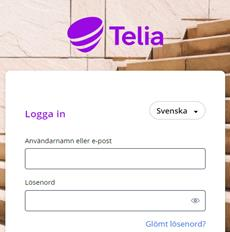 Telia
Logga in
Svenska
Användarnamn eller e-post
Lösenord
Glömt lösenord?